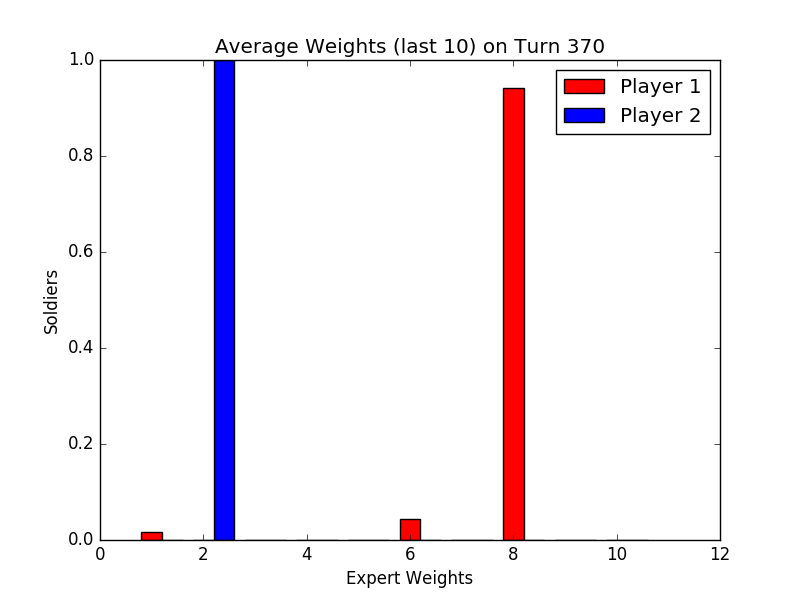 Average Weights (last 10) on Turn 370
Player 1
Player 2
1.0
0.8
0.6
0.4
0.2
0.0
Soldiers
0 2 4 6 8 10 12
Expert Weights